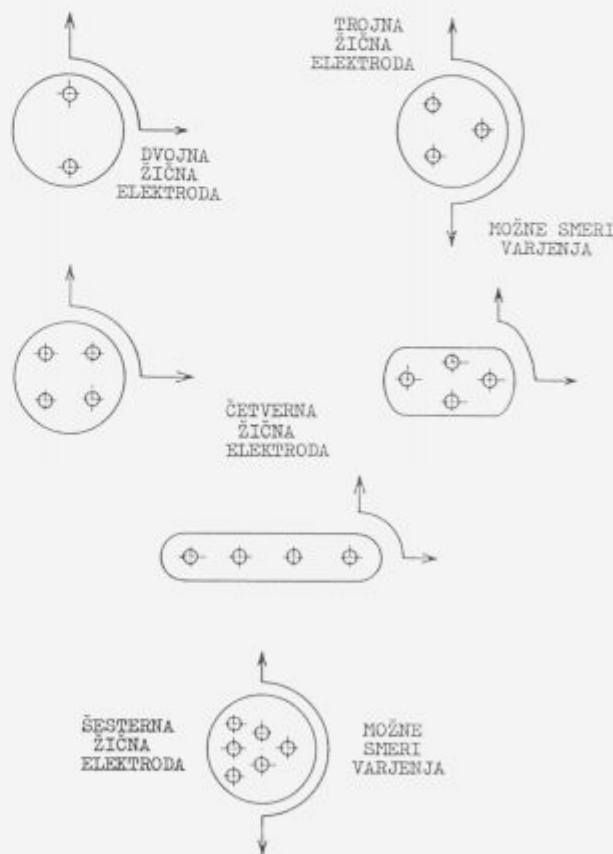 TROJNA
ŽIČNA
ELEKTRODA
DVOJNA
ŽIČNA
ELEKTRODA
MOŽNE SMERI
VARJENJA
ČETVERNA
ŽIČNA
ELEKTRODA
ŠESTERNA
ŽIČNA
ELEKTRODA
MOŽNE
SMERI
VARJENJA